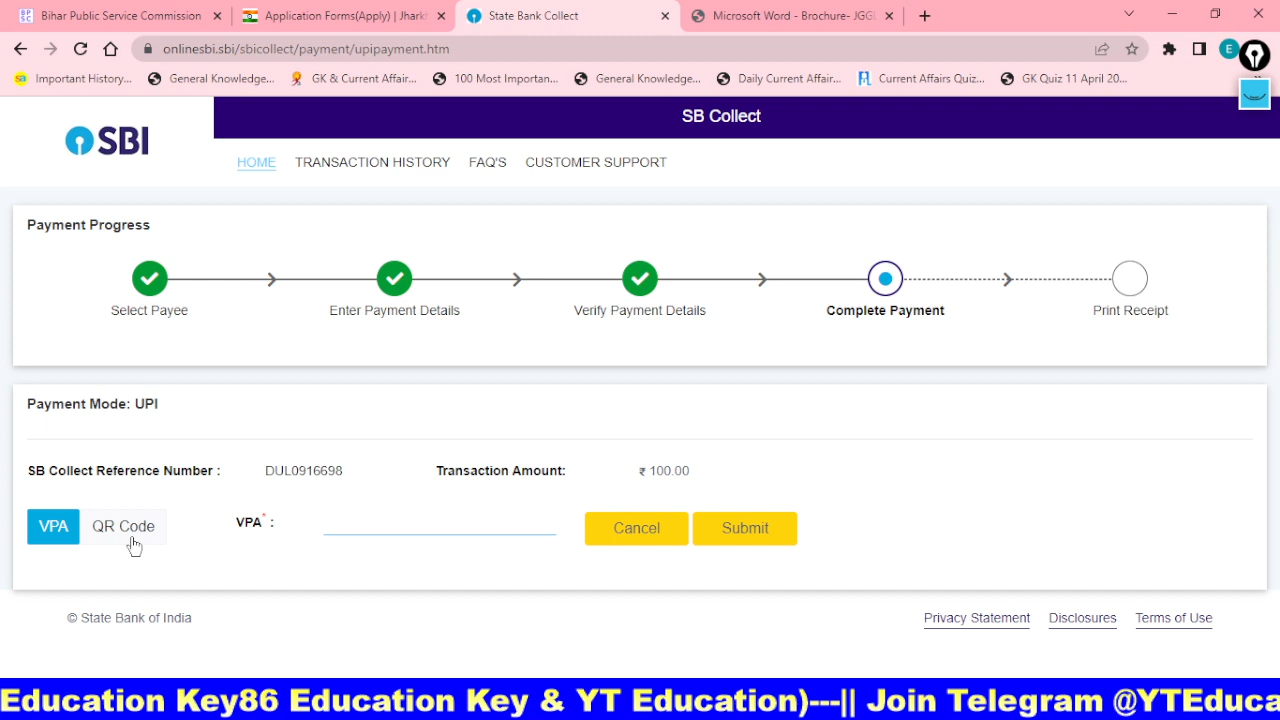 Bihar Public Service Commission
Application Forms(Apply) | Jhark
State Bank Collect
Microsoft Word - Brochure- JGGL
onlinesbi.sbi/sbicollect/payment/upipayment.htm
E
Important History...
General Knowledge...
GK & Current Affair...
100 Most Importan...
General Knowledge...
Daily Current Affair...
Current Affairs Quiz...
GK Quiz 11 April 20...
SBI
SB Collect
HOME
TRANSACTION HISTORY
FAQ'S
CUSTOMER SUPPORT
Payment Progress
Select Payee
Enter Payment Details
Verify Payment Details
Complete Payment
Print Receipt
Payment Mode: UPI
SB Collect Reference Number : DUL0916698
Transaction Amount: ₹ 100.00
VPA
QR Code
VPA* :
Cancel
Submit
© State Bank of India
Privacy Statement
Disclosures
Terms of Use
Education Key86 Education Key & YT Education)---|| Join Telegram @YTEduca